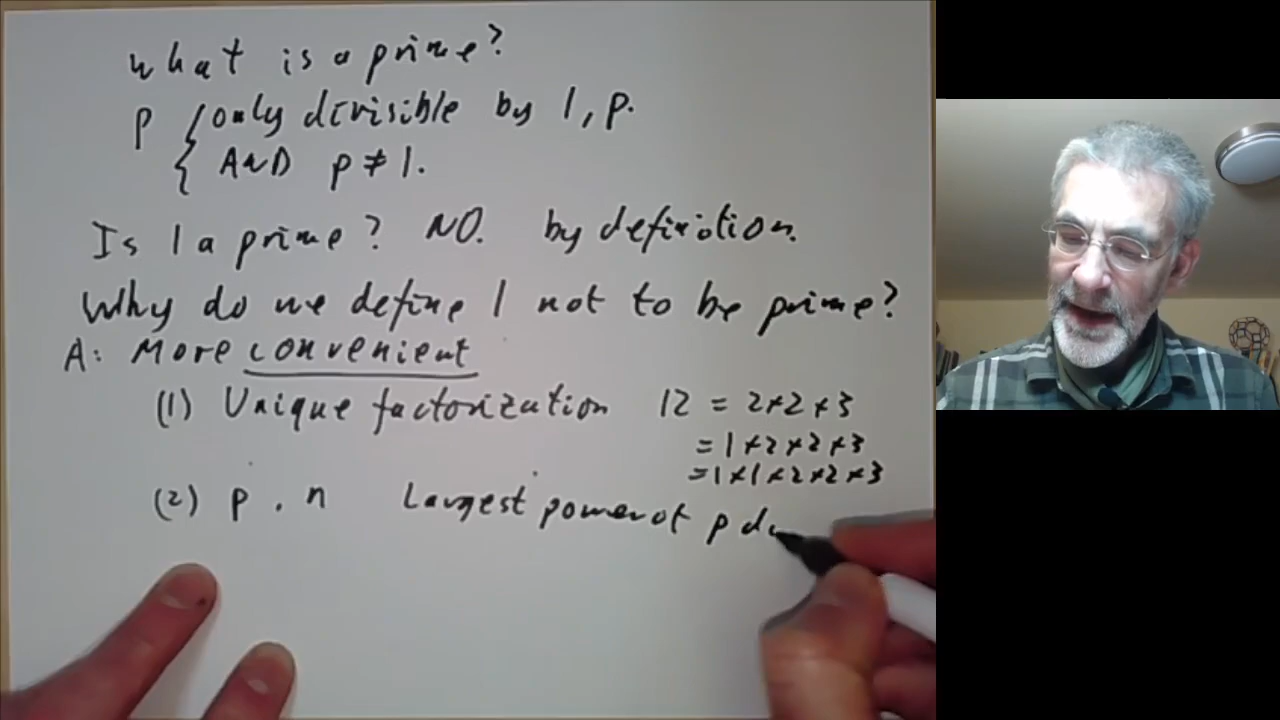 What is a prime?
p { only divisible by 1, p.
{ AND p ≠ 1.
Is 1 a prime? NO. by definition.
Why do we define 1 not to be prime?
A: More convenient
(1) Unique factorization 12 = 2×2×3
= 1×2×2×3
= 1×1×2×2×3
(2) p, n Largest power of p